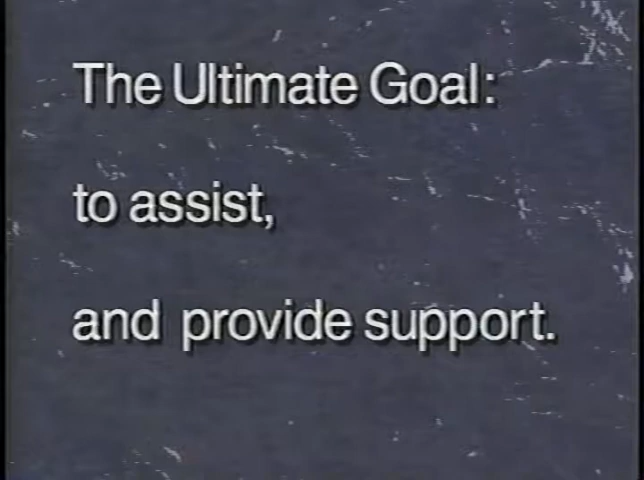 The Ultimate Goal:
to assist,
and provide support.